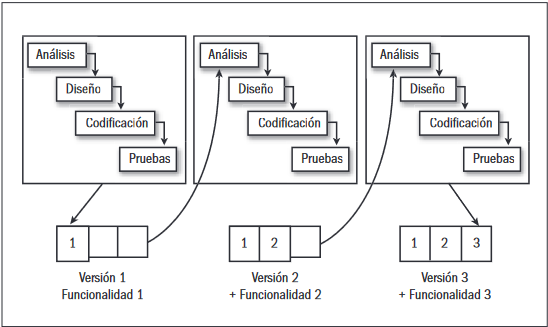 Análisis
Diseño
Codificación
Pruebas
Análisis
Diseño
Codificación
Pruebas
Análisis
Diseño
Codificación
Pruebas
1
Versión 1
Funcionalidad 1
1 2
Versión 2
+ Funcionalidad 2
1 2 3
Versión 3
+ Funcionalidad 3